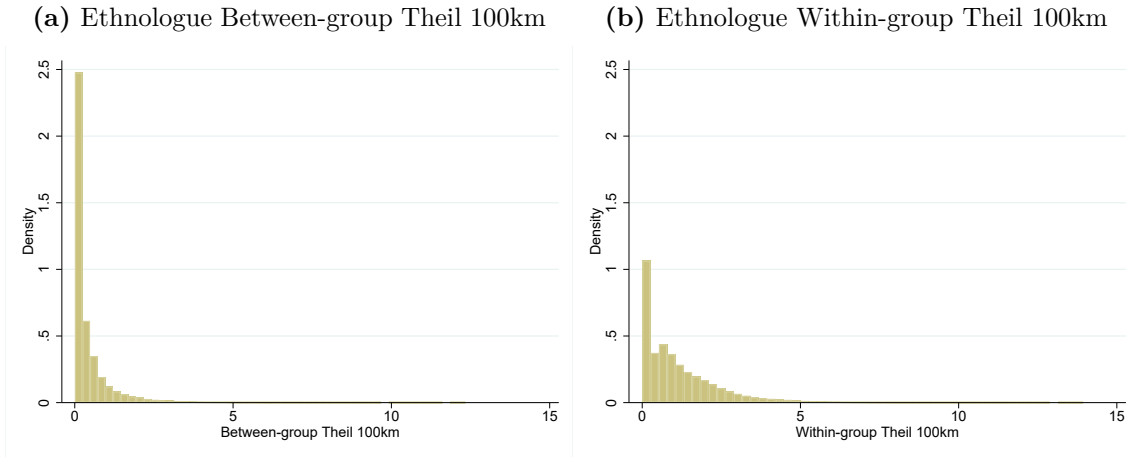 (a) Ethnologue Between-group Theil 100km
2.5
2
1.5
1
.5
0
Density
0 5 10 15
Between-group Theil 100km
(b) Ethnologue Within-group Theil 100km
2.5
2
1.5
1
.5
0
Density
0 5 10 15
Within-group Theil 100km